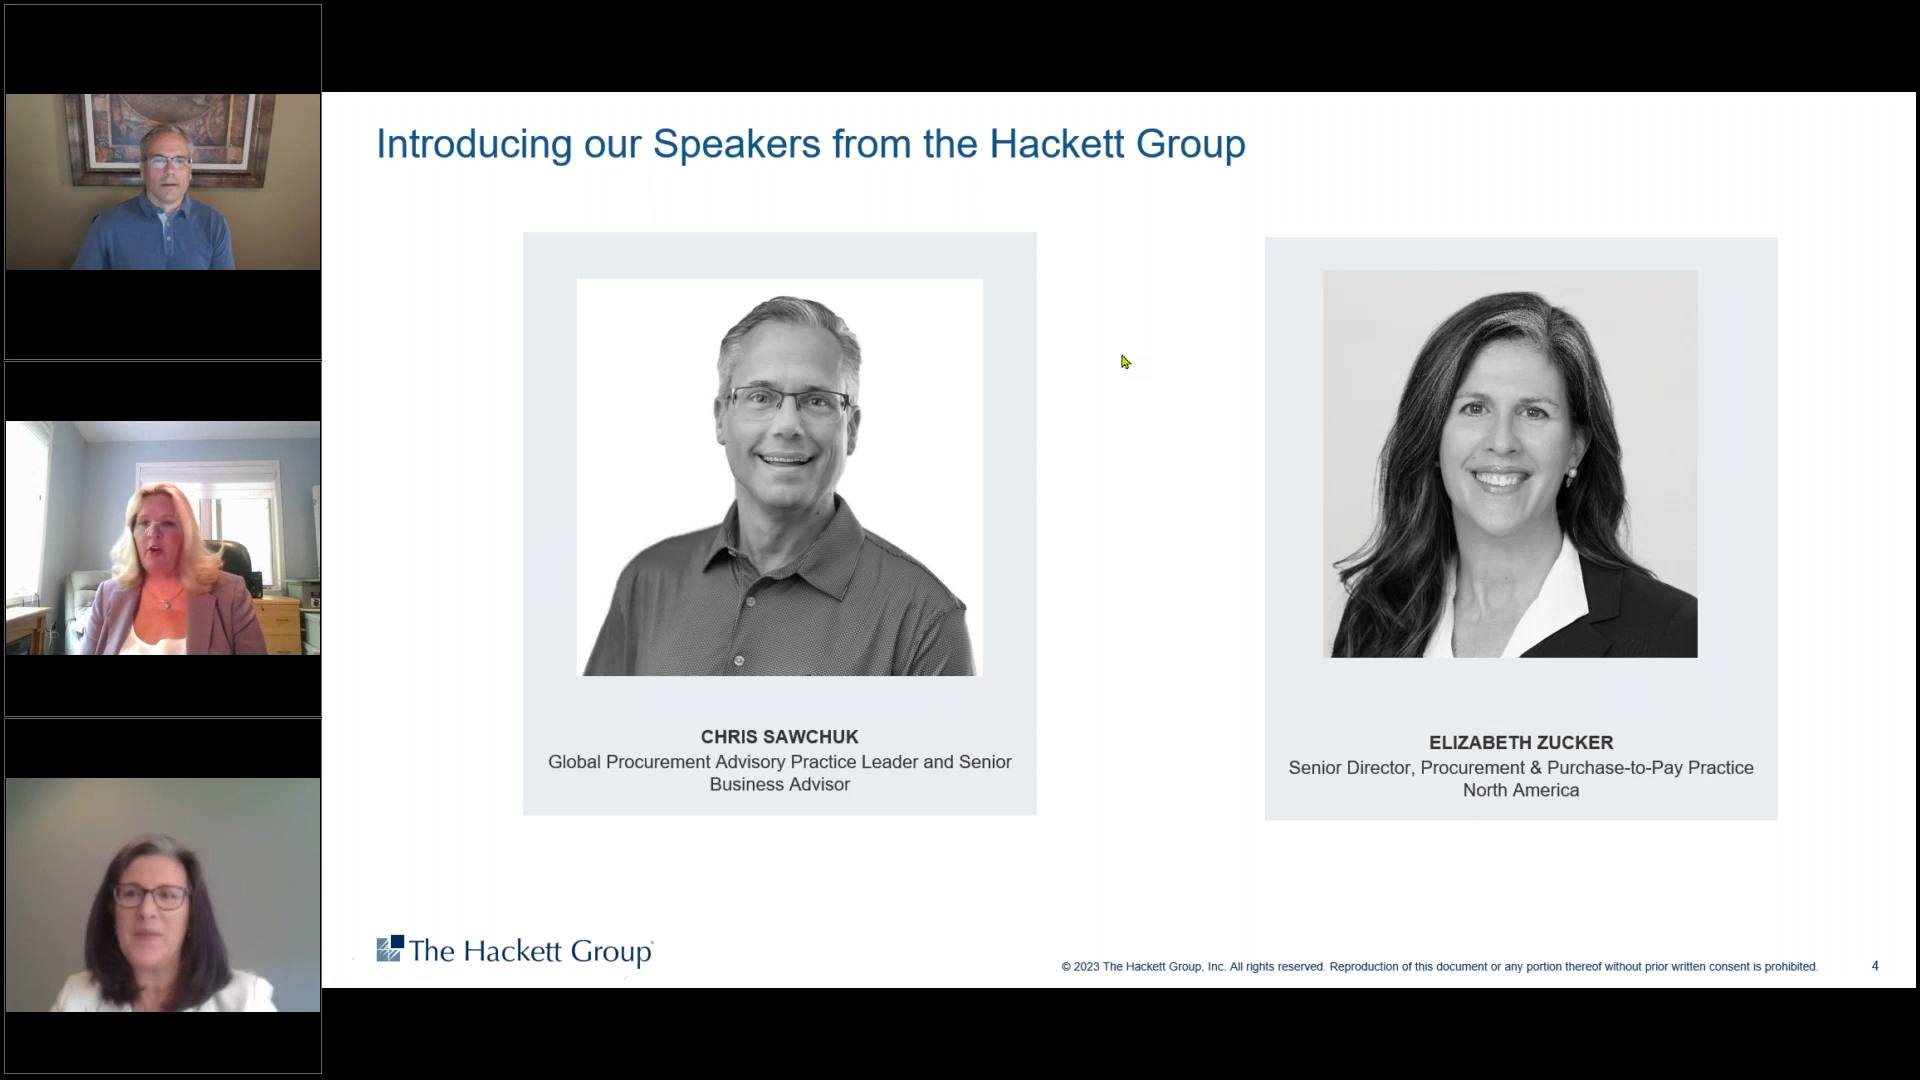 Introducing our Speakers from the Hackett Group
CHRIS SAWCHUK
Global Procurement Advisory Practice Leader and Senior
Business Advisor
ELIZABETH ZUCKER
Senior Director, Procurement & Purchase-to-Pay Practice
North America
The Hackett Group
© 2023 The Hackett Group, Inc. All rights reserved. Reproduction of this document or any portion thereof without prior written consent is prohibited.
4